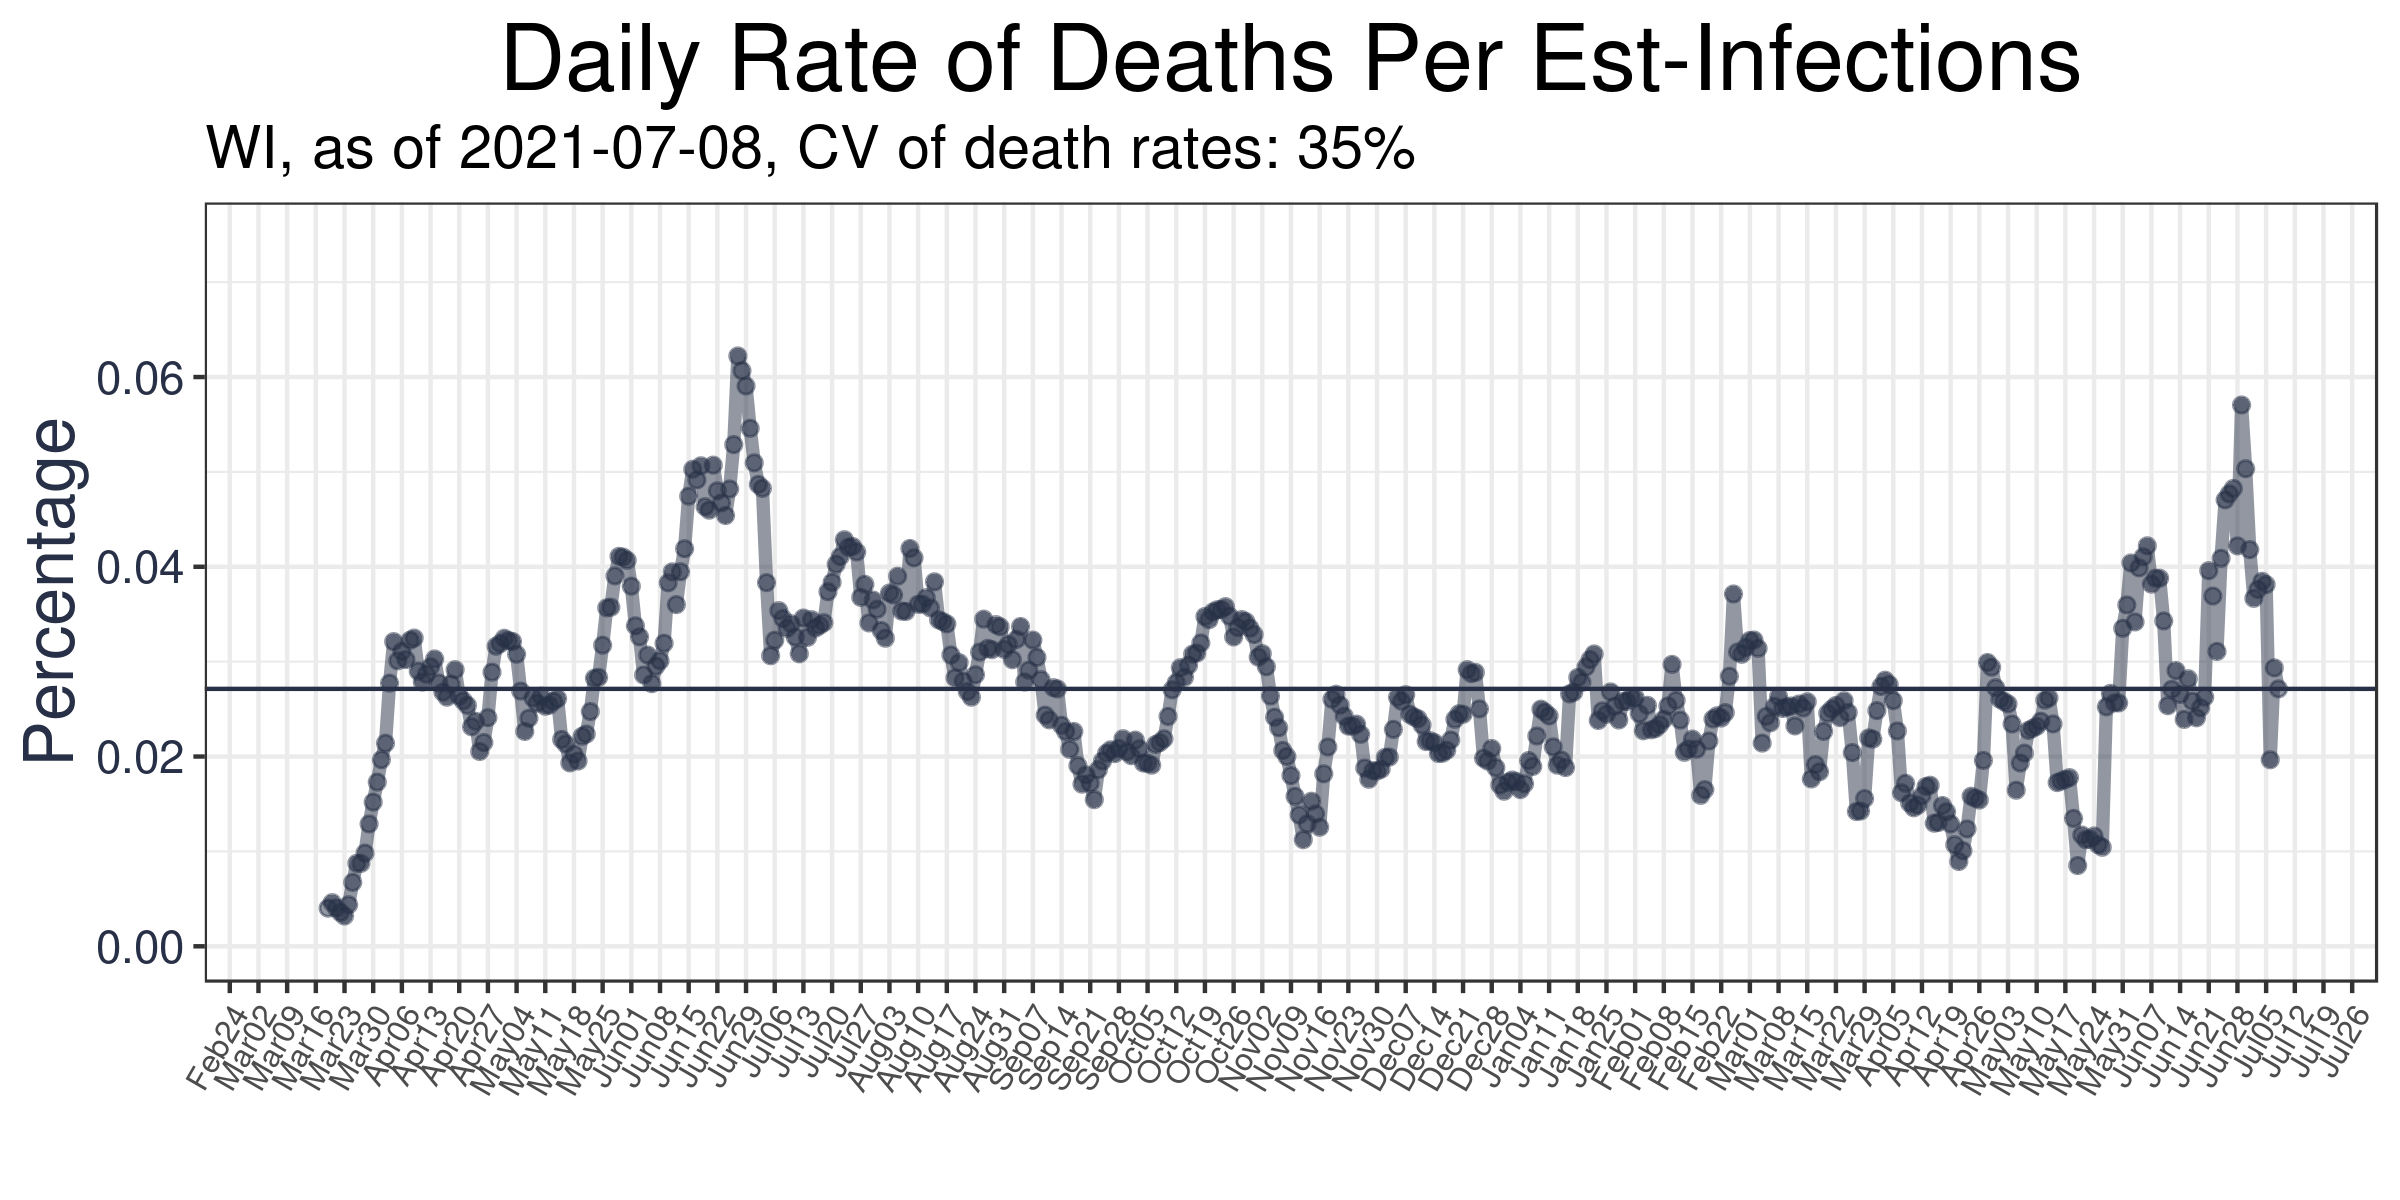 Daily Rate of Deaths Per Est-Infections
WI, as of 2021-07-08, CV of death rates: 35%
Percentage
0.06
0.04
0.02
0.00
Feb24
Mar02
Mar09
Mar16
Mar23
Mar30
Apr06
Apr13
Apr20
Apr27
May04
May11
May18
May25
Jun01
Jun08
Jun15
Jun22
Jun29
Jul06
Jul13
Jul20
Jul27
Aug03
Aug10
Aug17
Aug24
Aug31
Sep07
Sep14
Sep21
Sep28
Oct05
Oct12
Oct19
Oct26
Nov02
Nov09
Nov16
Nov23
Nov30
Dec07
Dec14
Dec21
Dec28
Jan04
Jan11
Jan18
Jan25
Feb01
Feb08
Feb15
Feb22
Mar01
Mar08
Mar15
Mar22
Mar29
Apr05
Apr12
Apr19
Apr26
May03
May10
May17
May24
May31
Jun07
Jun14
Jun21
Jun28
Jul05
Jul12
Jul19
Jul26